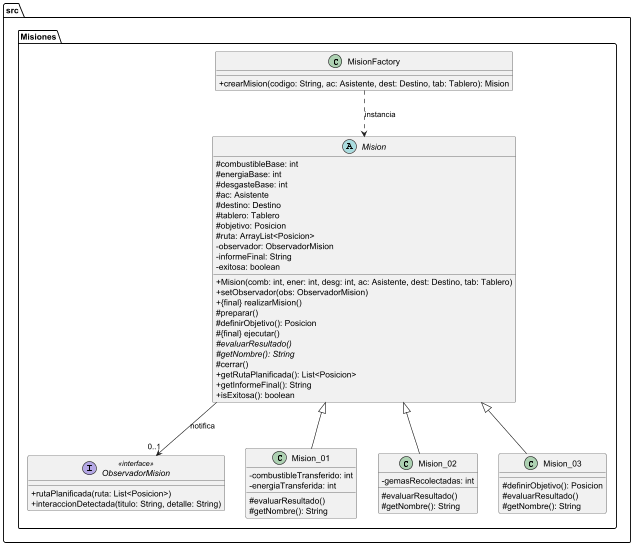 src
Misiones
C MisionFactory
+crearMision(codigo: String, ac: Asistente, dest: Destino, tab: Tablero): Mision
instancia
A Mision
#combustibleBase: int
#energiaBase: int
#desgasteBase: int
#ac: Asistente
#destino: Destino
#tablero: Tablero
#objetivo: Posicion
#ruta: ArrayList<Posicion>
-observador: ObservadorMision
-informeFinal: String
-exitosa: boolean
+Mision(comb: int, ener: int, desg: int, ac: Asistente, dest: Destino, tab: Tablero)
+setObservador(obs: ObservadorMision)
+{final} realizarMision()
#preparar()
#definirObjetivo(): Posicion
#{final} ejecutar()
#evaluarResultado()
#getNombre(): String
#cerrar()
+getRutaPlanificada(): List<Posicion>
+getInformeFinal(): String
+isExitosa(): boolean
notifica
0..1
I «interface»
ObservadorMision
+rutaPlanificada(ruta: List<Posicion>)
+interaccionDetectada(titulo: String, detalle: String)
C Mision_01
-combustibleTransferido: int
-energiaTransferida: int
#evaluarResultado()
#getNombre(): String
C Mision_02
-gemasRecolectadas: int
#evaluarResultado()
#getNombre(): String
C Mision_03
#definirObjetivo(): Posicion
#evaluarResultado()
#getNombre(): String